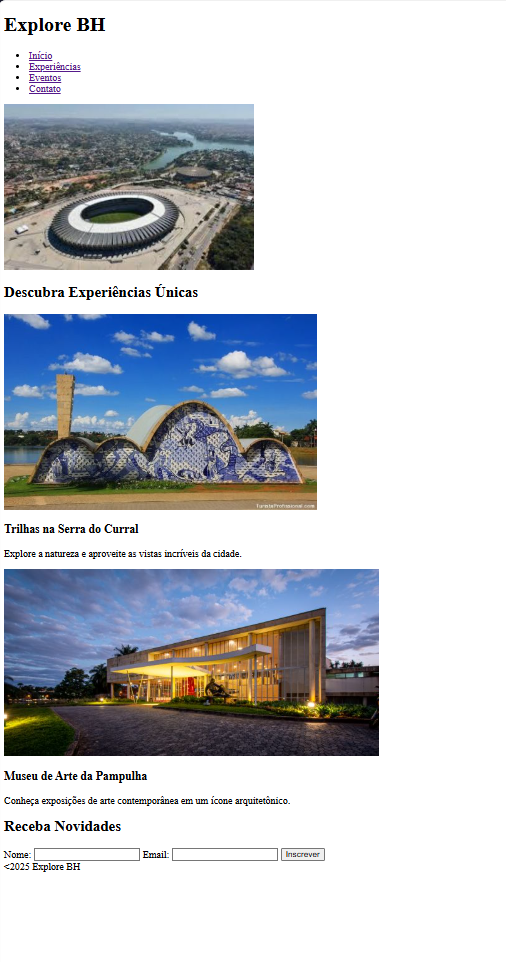 Explore BH
Início
Experiências
Eventos
Contato
Descubra Experiências Únicas
TuristaProfissional.com
Trilhas na Serra do Curral
Explore a natureza e aproveite as vistas incríveis da cidade.
Museu de Arte da Pampulha
Conheça exposições de arte contemporânea em um ícone arquitetônico.
Receba Novidades
Nome: Email: Inscrever
<2025 Explore BH